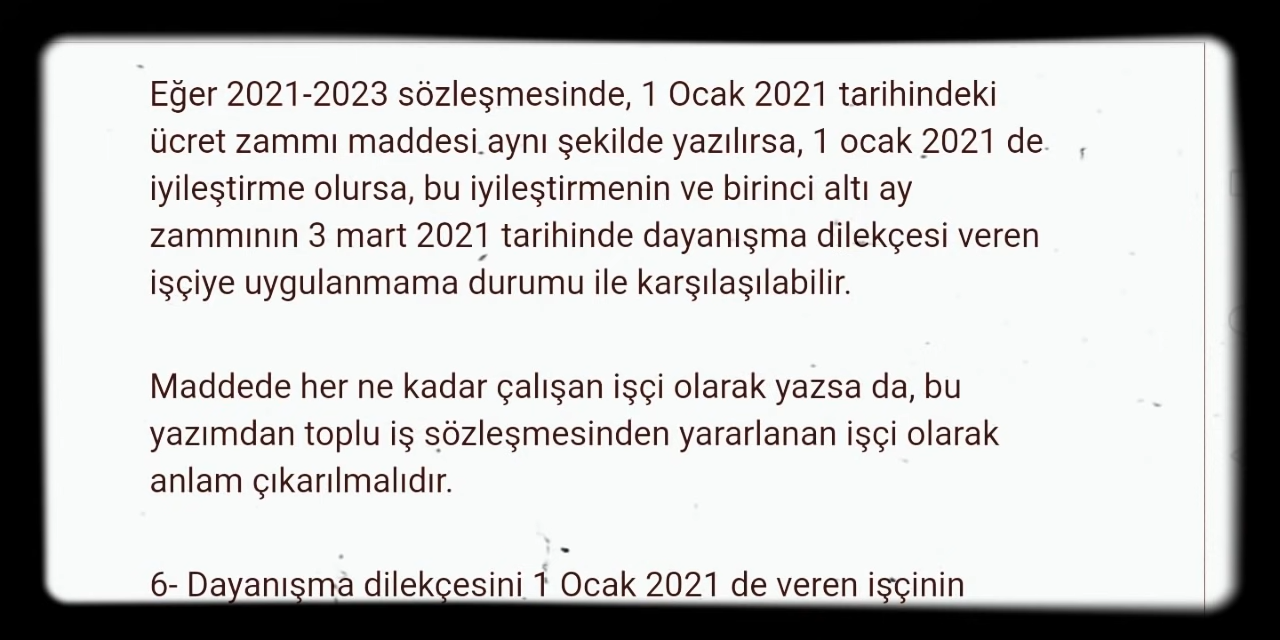 Eğer 2021-2023 sözleşmesinde, 1 Ocak 2021 tarihindeki
ücret zammı maddesi aynı şekilde yazılırsa, 1 ocak 2021 de
iyileştirme olursa, bu iyileştirmenin ve birinci altı ay
zammının 3 mart 2021 tarihinde dayanışma dilekçesi veren
işçiye uygulanmama durumu ile karşılaşılabilir.
Maddede her ne kadar çalışan işçi olarak yazsa da, bu
yazımdan toplu iş sözleşmesinden yararlanan işçi olarak
anlam çıkarılmalıdır.
6- Dayanışma dilekçesini 1 Ocak 2021 de veren işçinin